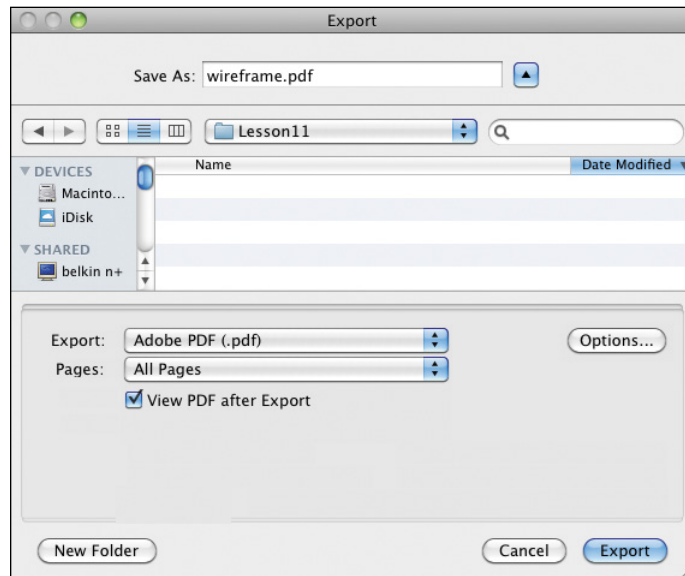 Export
Save As: wireframe.pdf
Lesson11
DEVICES
Macinto...
iDisk
SHARED
belkin n+
Name Date Modified
Export: Adobe PDF (.pdf) Options...
Pages: All Pages
View PDF after Export
New Folder Cancel Export